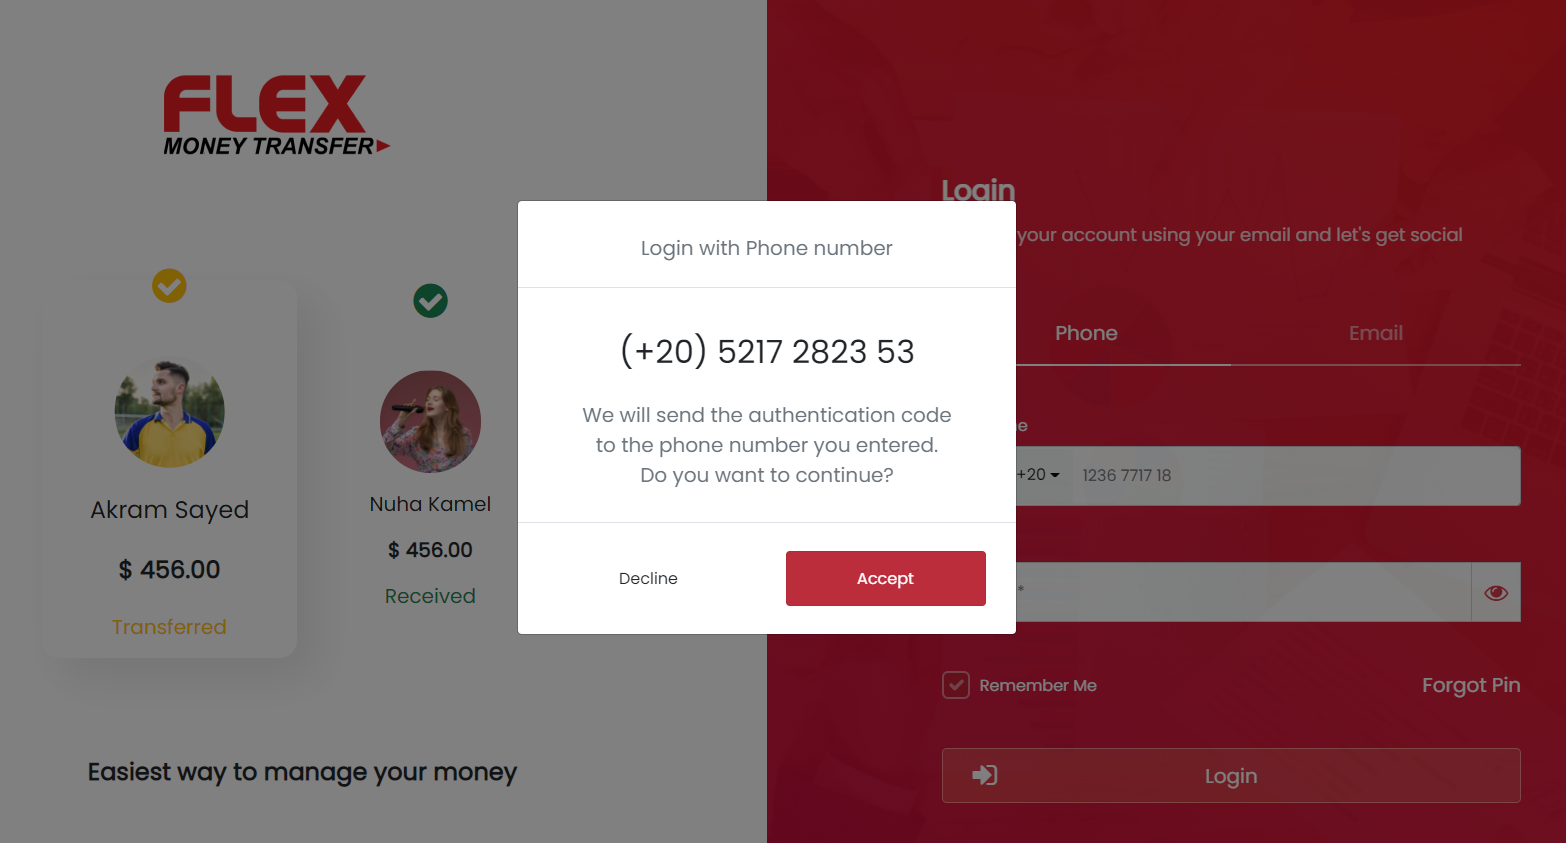 FLEX
MONEY TRANSFER
Akram Sayed
$ 456.00
Transferred
Nuha Kamel
$ 456.00
Received
Easiest way to manage your money
Login with Phone number
(+20) 5217 2823 53
We will send the authentication code
to the phone number you entered.
Do you want to continue?
Decline
Accept
Login
your account using your email and let's get social
Phone
Email
+20
1236 7717 18
*
Remember Me
Forgot Pin
Login